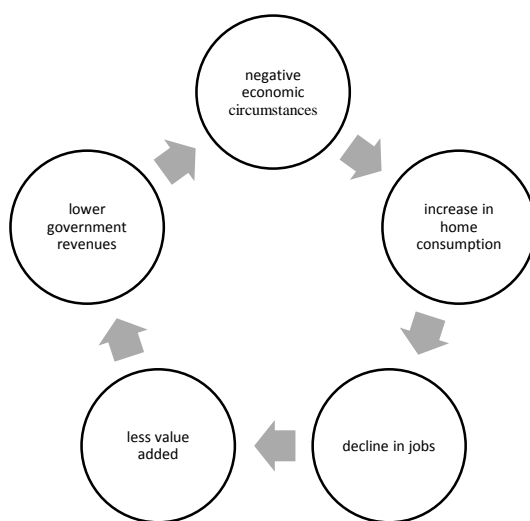 negative
economic
circumstances
increase in
home
consumption
decline in jobs
less value
added
lower
government
revenues